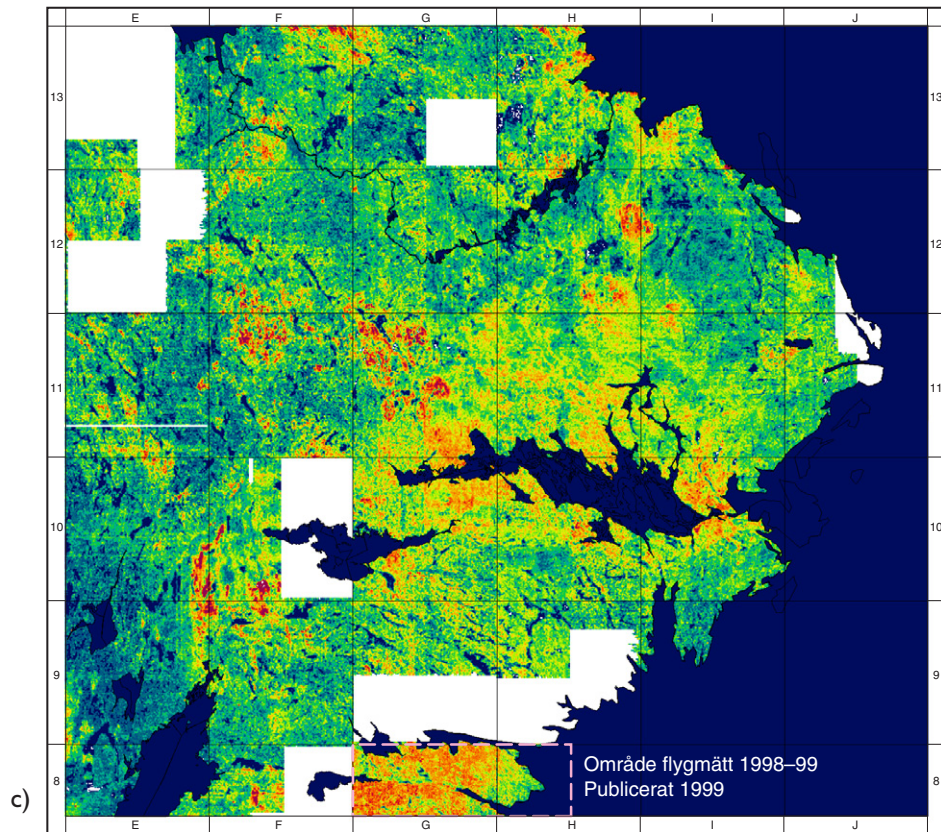 E F G H I J
13 13
12 12
11 11
10 10
9 9
8 8
Område flygmätt 1998–99
Publicerat 1999
c)
E F G H I J